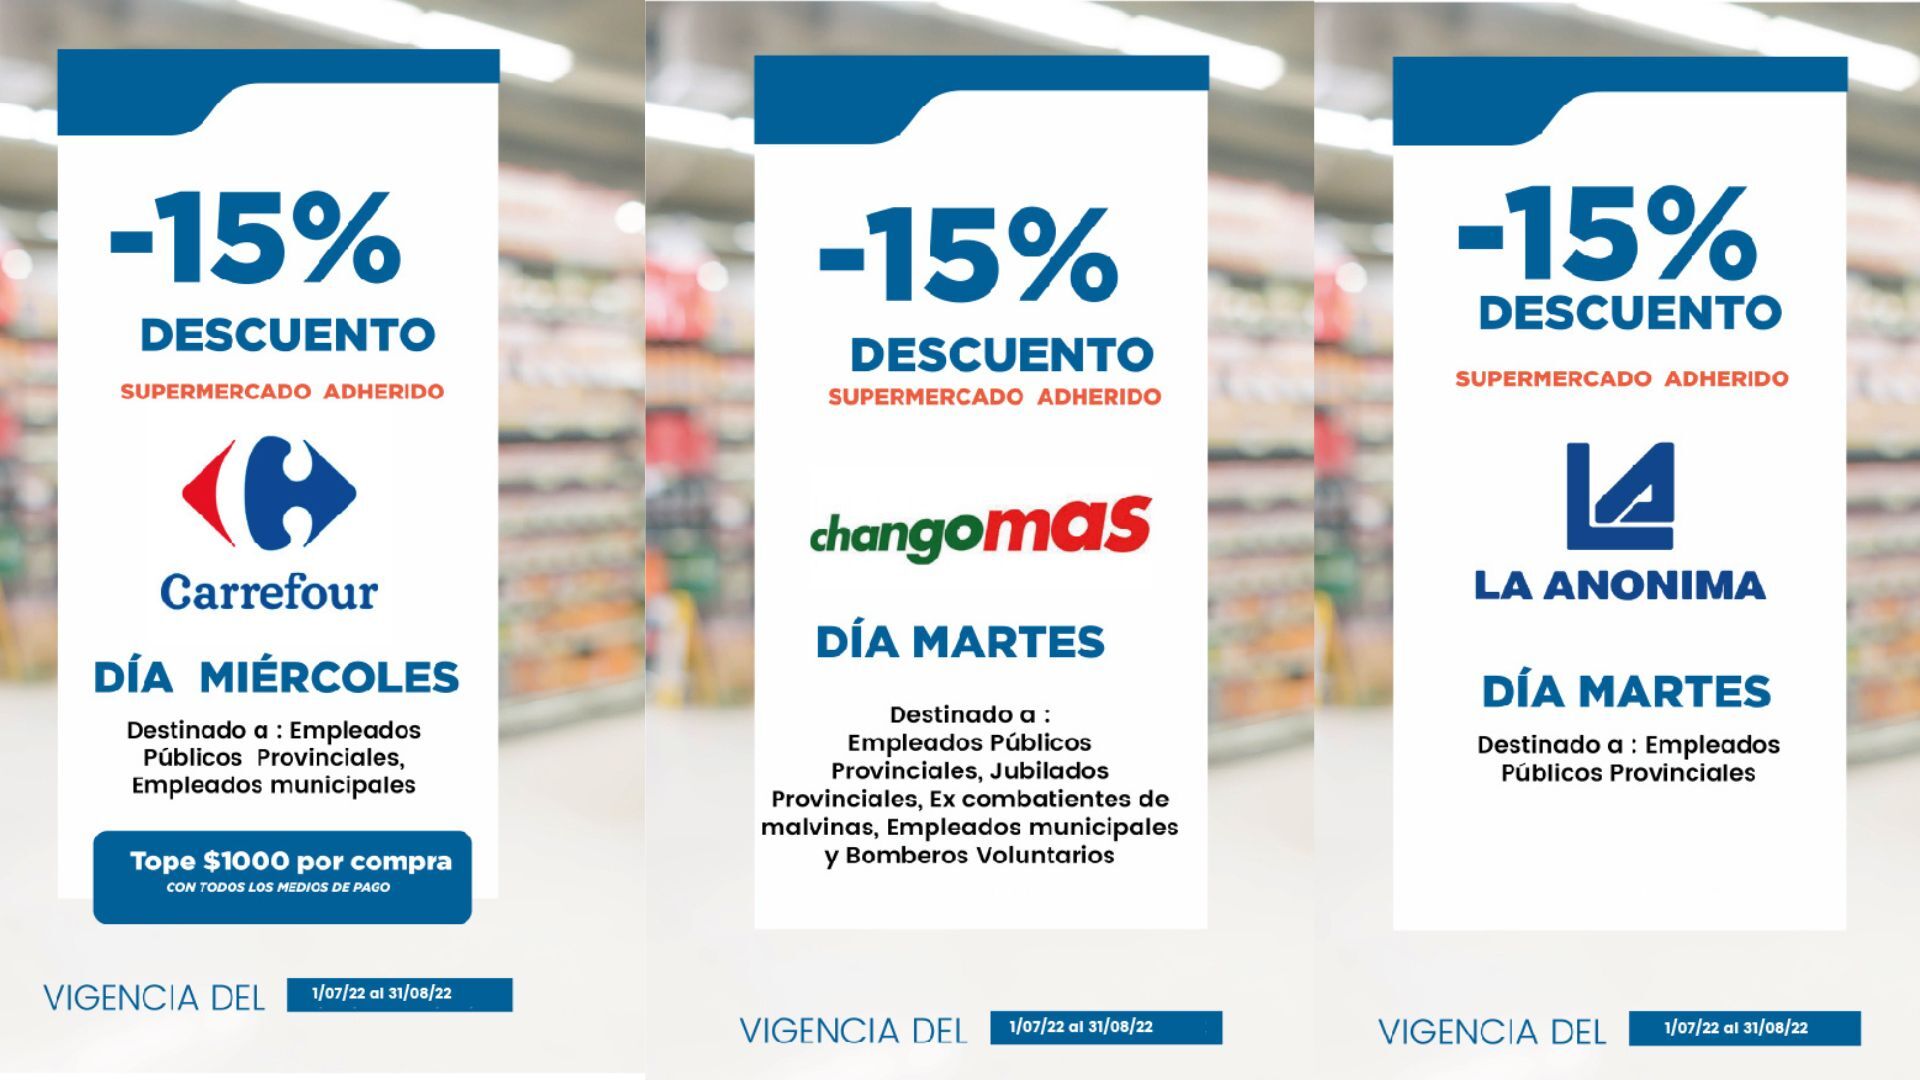 -15%
DESCUENTO
SUPERMERCADO ADHERIDO
Carrefour
DÍA MIÉRCOLES
Destinado a : Empleados
Públicos Provinciales,
Empleados municipales
Tope $1000 por compra
CON TODOS LOS MEDIOS DE PAGO
VIGENCIA DEL 1/07/22 al 31/08/22
-15%
DESCUENTO
SUPERMERCADO ADHERIDO
changomas
DÍA MARTES
Destinado a :
Empleados Públicos
Provinciales, Jubilados
Provinciales, Ex combatientes de
malvinas, Empleados municipales
y Bomberos Voluntarios
VIGENCIA DEL 1/07/22 al 31/08/22
-15%
DESCUENTO
SUPERMERCADO ADHERIDO
LA
LA ANONIMA
DÍA MARTES
Destinado a : Empleados
Públicos Provinciales
VIGENCIA DEL 1/07/22 al 31/08/22